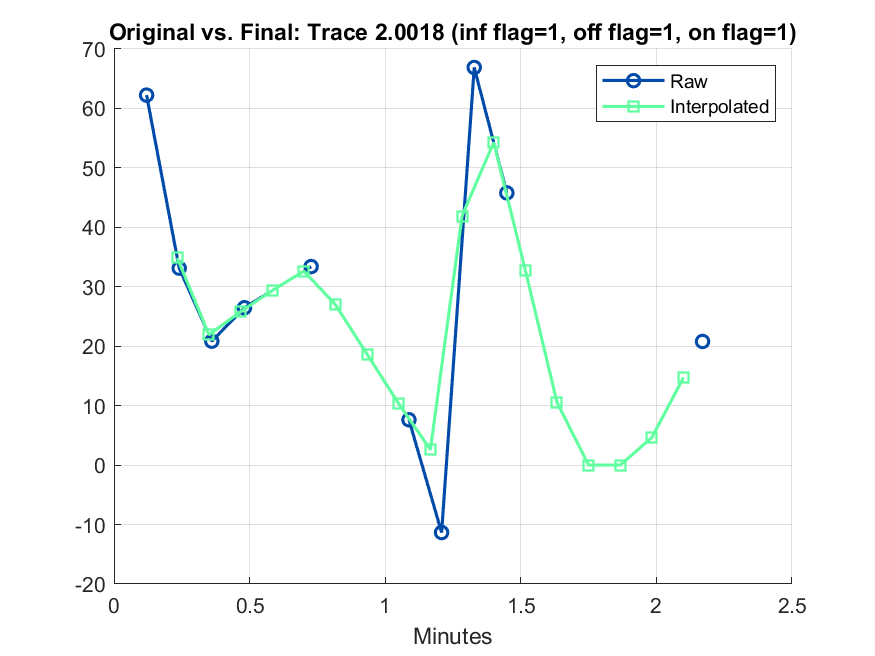 Original vs. Final: Trace 2.0018 (inf flag=1, off flag=1, on flag=1)
70
60
50
40
30
20
10
0
-10
-20
Raw
Interpolated
0 0.5 1 1.5 2 2.5
Minutes